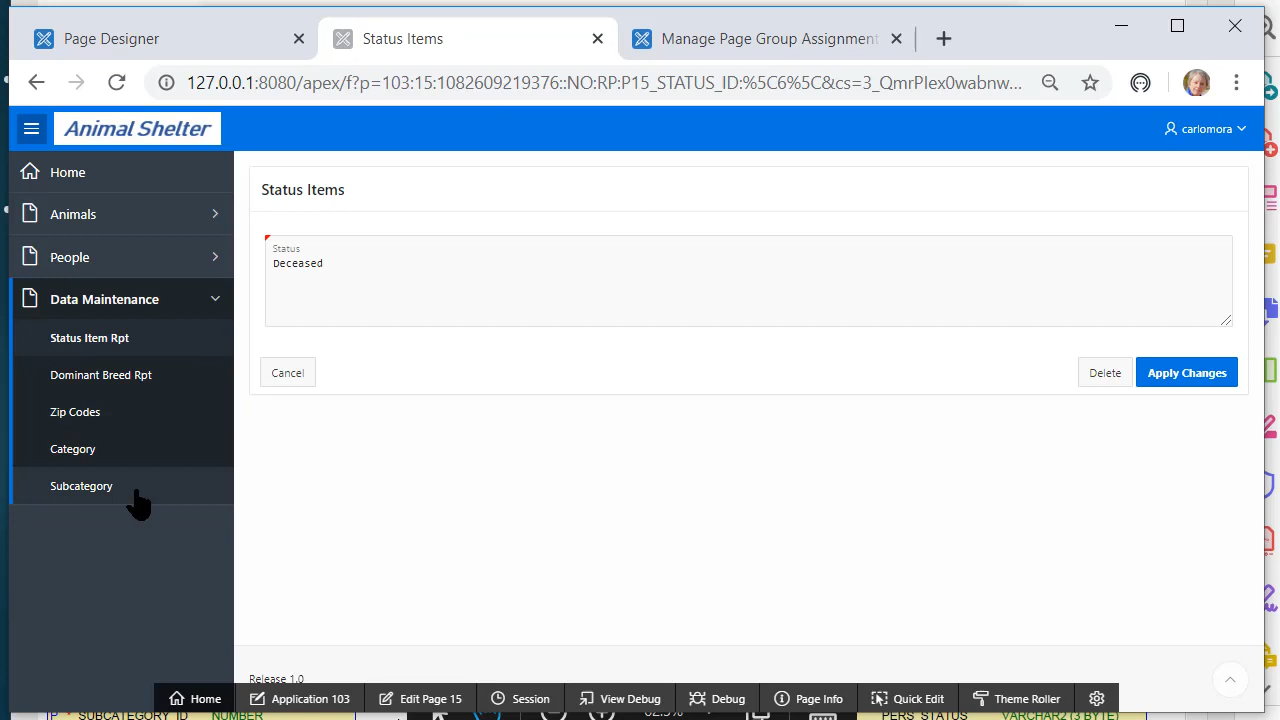 Page Designer
Status Items
Manage Page Group Assignment
127.0.0.1:8080/apex/f?p=103:15:1082609219376::NO:RP:P15_STATUS_ID:%5C6%5C&cs=3_QmrPIex0wabnw...
Animal Shelter
carlomora
Home
Animals
People
Data Maintenance
Status Item Rpt
Dominant Breed Rpt
Zip Codes
Category
Subcategory
Status Items
Status
Deceased
Cancel
Delete
Apply Changes
Release 1.0
Home
Application 103
Edit Page 15
Session
View Debug
Debug
Page Info
Quick Edit
Theme Roller
SUBCATEGORY_ID NUMBER
PERS_STATUS VARCHAR2 (3 BYTE)